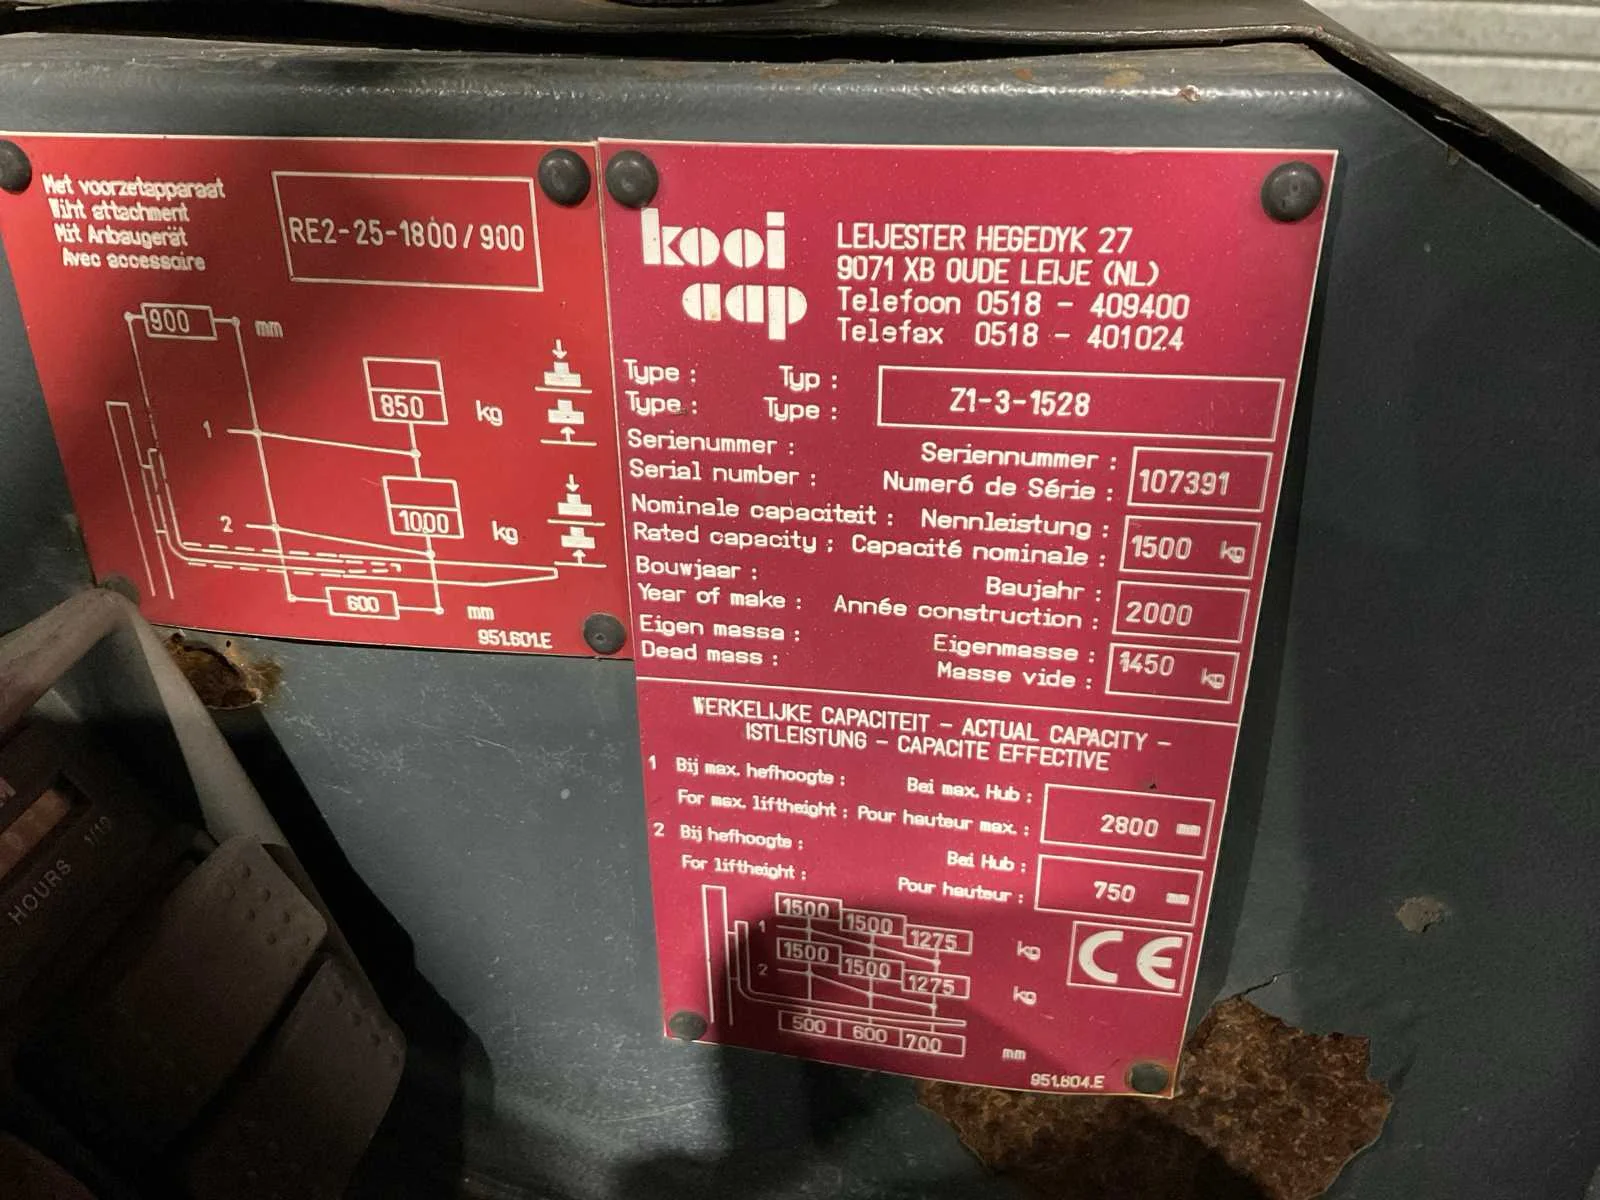 Met voorzetapparaat
Wiht attachment
Mit Anbaugerät
Avec accessoire
RE2-25-1800/900
900 mm
1 850 kg
2 1000 kg
600 mm
951.601.E
kooi
aap
LEIJESTER HEGEDYK 27
9071 XB OUDE LEIJE (NL)
Telefoon 0518 - 409400
Telefax 0518 - 401024
Type : Typ :
Type : Type :
Z1-3-1528
Serienummer : Seriennummer :
Serial number : Numeró de Série :
107391
Nominale capaciteit : Nennleistung :
Rated capacity : Capacité nominale :
1500 kg
Bouwjaar : Baujahr :
Year of make : Année construction :
2000
Eigen massa : Eigenmasse :
Dead mass : Masse vide :
1450 kg
WERKELIJKE CAPACITEIT - ACTUAL CAPACITY -
ISTLEISTUNG - CAPACITE EFFECTIVE
1 Bij max. hefhoogte : Bei max. Hub :
For max. liftheight : Pour hauteur max. :
2800 mm
2 Bij hefhoogte : Bei Hub :
For liftheight : Pour hauteur :
750 mm
1 1500 1500 1275 kg
2 1500 1500 1275 kg
500 600 700 mm
CE
951.604.E
HOURS 1/10